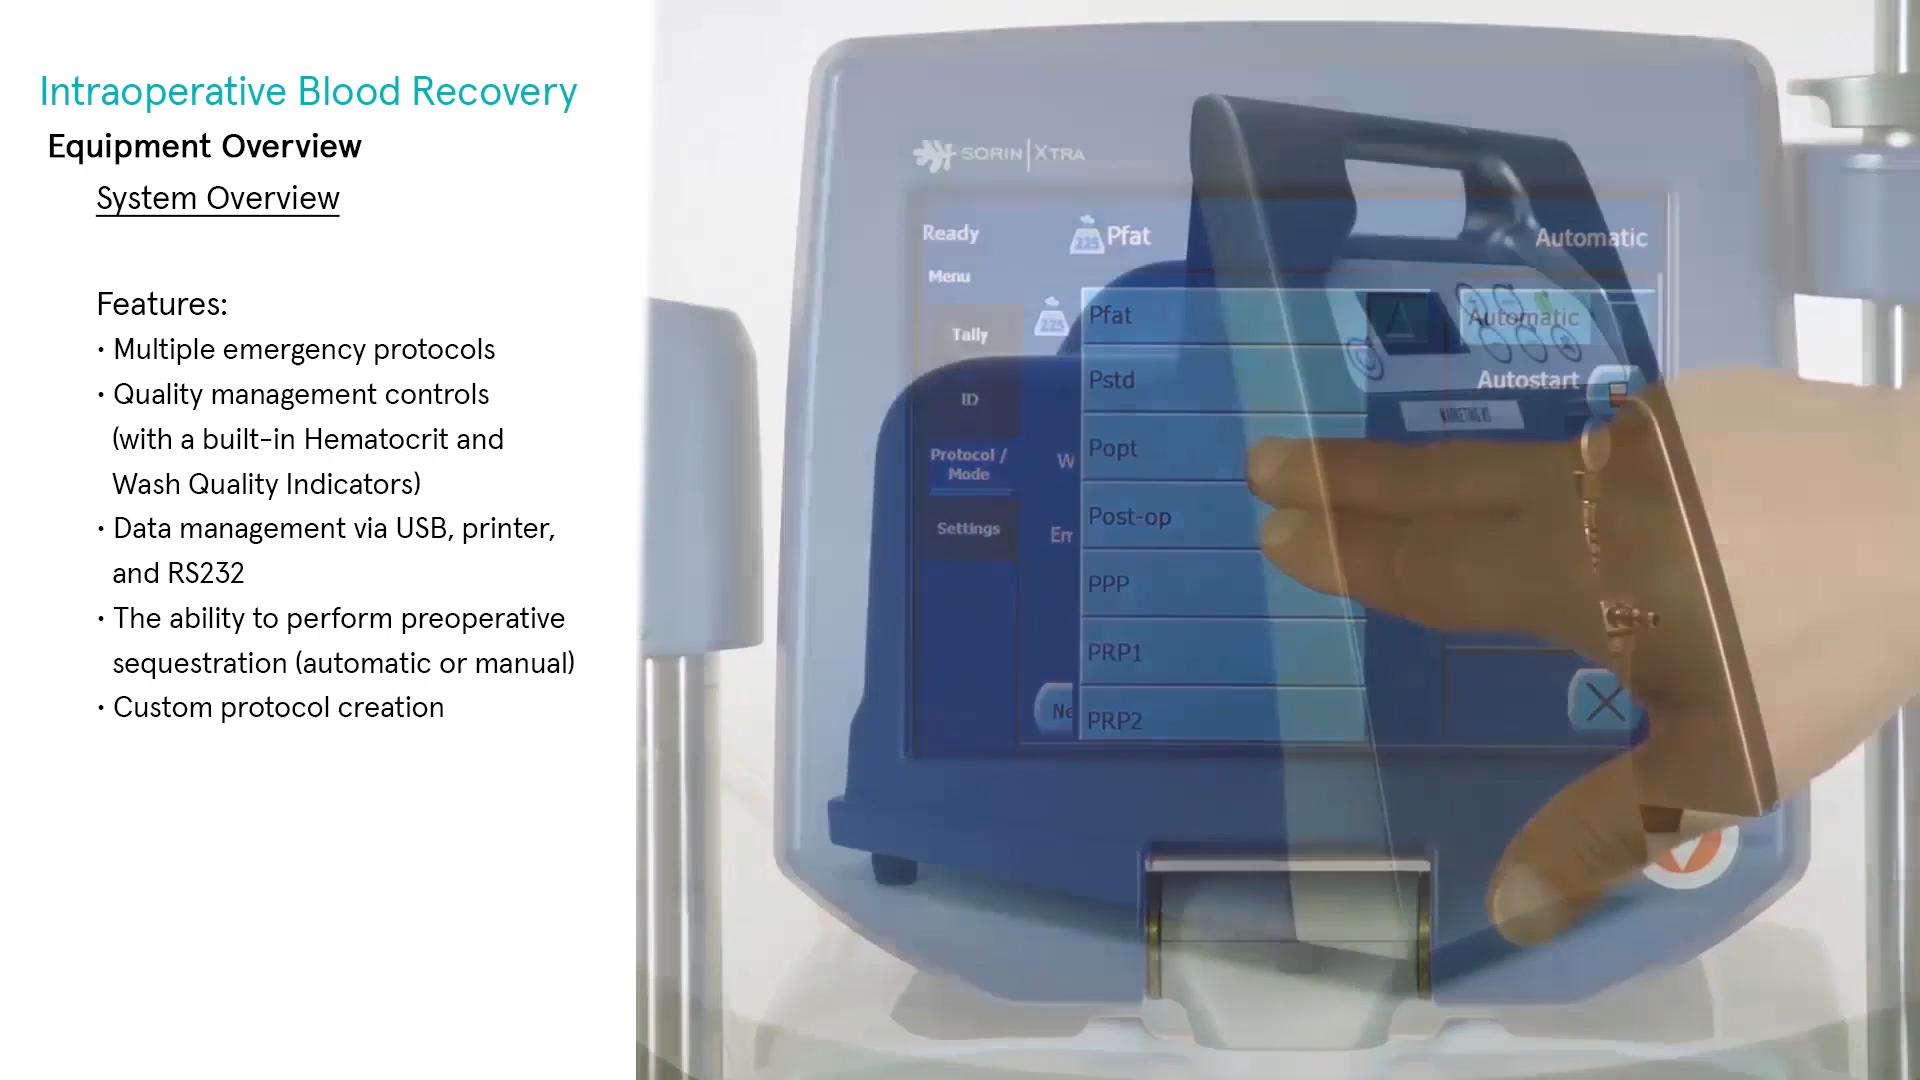 Intraoperative Blood Recovery
Equipment Overview
System Overview
Features:
• Multiple emergency protocols
• Quality management controls
(with a built-in Hematocrit and
Wash Quality Indicators)
• Data management via USB, printer,
and RS232
• The ability to perform preoperative
sequestration (automatic or manual)
• Custom protocol creation
SORIN | XTRA
Ready
225
Pfat
Automatic
Menu
Tally
ID
Protocol /
Mode
Settings
225
Pfat
Pstd
Popt
Post-op
PPP
PRP1
PRP2
Automatic
Autostart